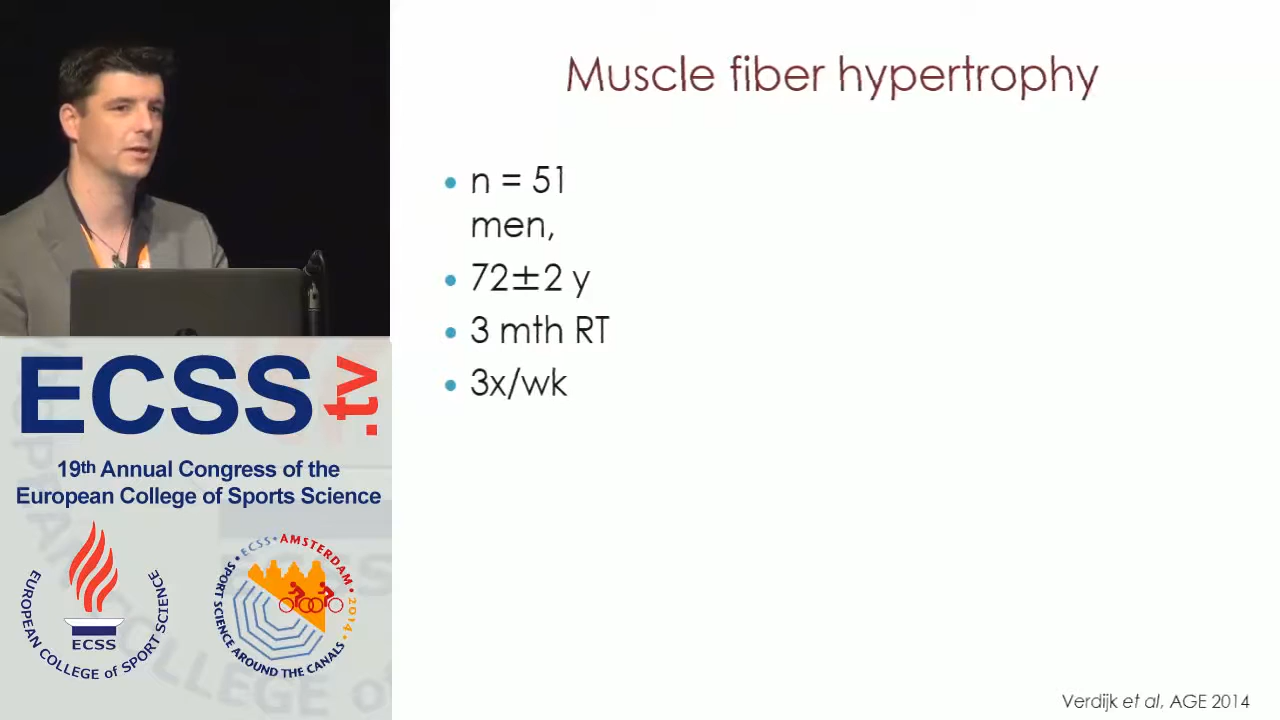 Muscle fiber hypertrophy
• n = 51
men,
• 72±2 y
• 3 mth RT
• 3x/wk
ECSS
.tv
19th Annual Congress of the
European College of Sports Science
EUROPEAN COLLEGE of SPORT SCIENCE
ECSS
•ECSS•AMSTERDAM•2014•
SPORT SCIENCE AROUND THE CANALS
Verdijk et al, AGE 2014